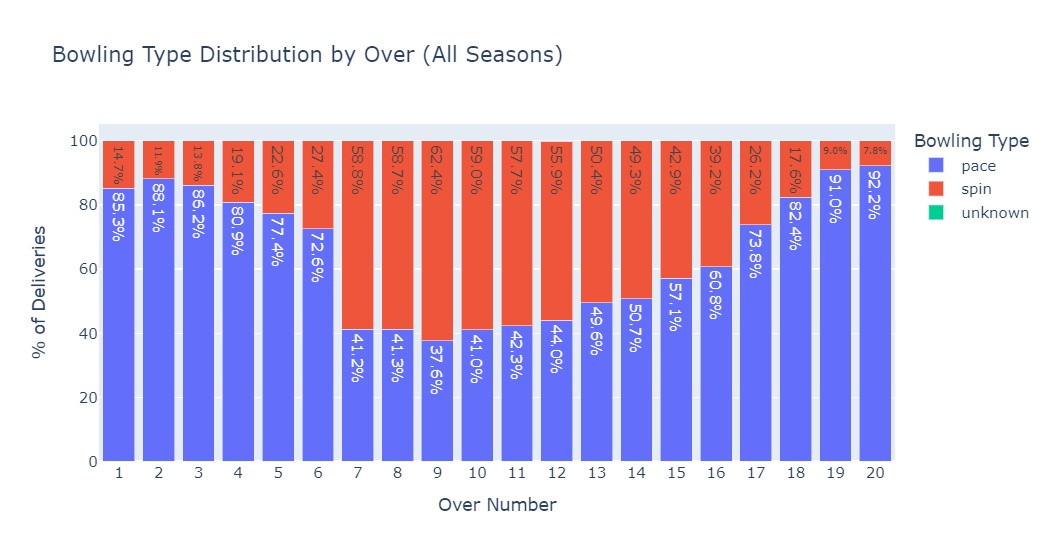 Bowling Type Distribution by Over (All Seasons)
Bowling Type
pace
spin
unknown
% of Deliveries
100
80
60
40
20
0
14.7% 11.9% 13.8% 19.1% 22.6% 27.4% 58.8% 58.7% 62.4% 59.0% 57.7% 55.9% 50.4% 49.3% 42.9% 39.2% 26.2% 17.6% 9.0% 7.8%
85.3% 88.1% 86.2% 80.9% 77.4% 72.6% 41.2% 41.3% 37.6% 41.0% 42.3% 44.0% 49.6% 50.7% 57.1% 60.8% 73.8% 82.4% 91.0% 92.2%
1 2 3 4 5 6 7 8 9 10 11 12 13 14 15 16 17 18 19 20
Over Number